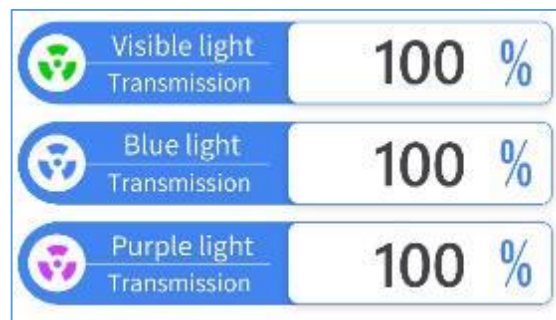 Visible light
Transmission
100 %
Blue light
Transmission
100 %
Purple light
Transmission
100 %